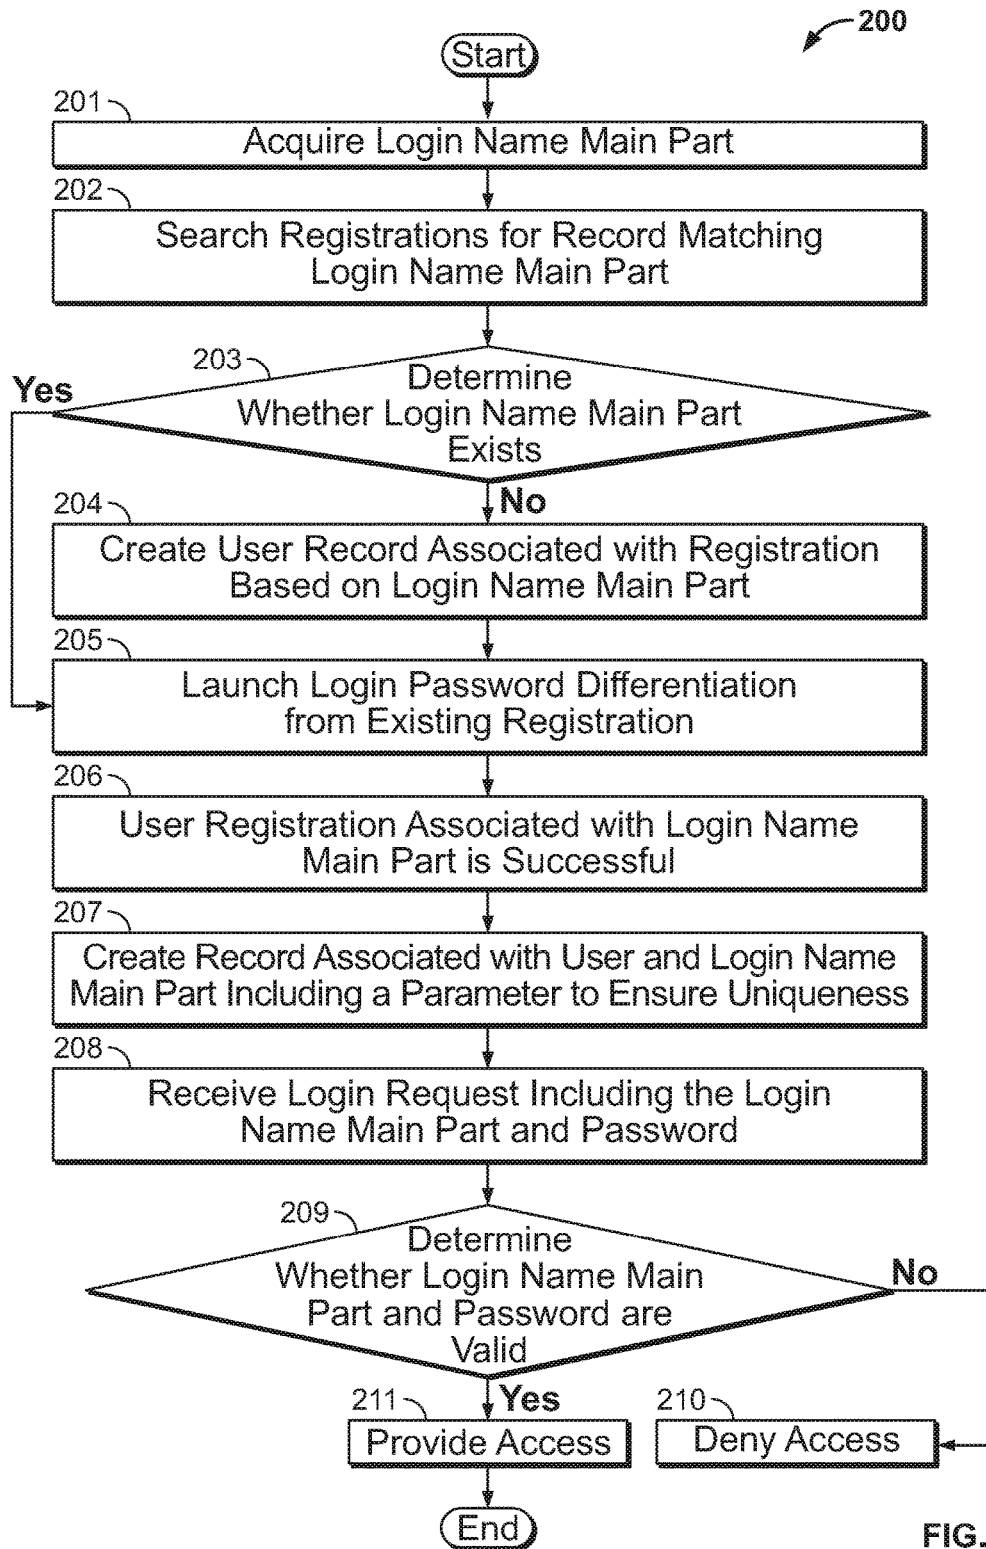 200
Start
201
Acquire Login Name Main Part
202
Search Registrations for Record Matching
Login Name Main Part
203
Yes
Determine
Whether Login Name Main Part
Exists
No
204
Create User Record Associated with Registration
Based on Login Name Main Part
205
Launch Login Password Differentiation
from Existing Registration
206
User Registration Associated with Login Name
Main Part is Successful
207
Create Record Associated with User and Login Name
Main Part Including a Parameter to Ensure Uniqueness
208
Receive Login Request Including the Login
Name Main Part and Password
209
Determine
Whether Login Name Main
Part and Password are
Valid
No
Yes
211
Provide Access
210
Deny Access
End
FIG.